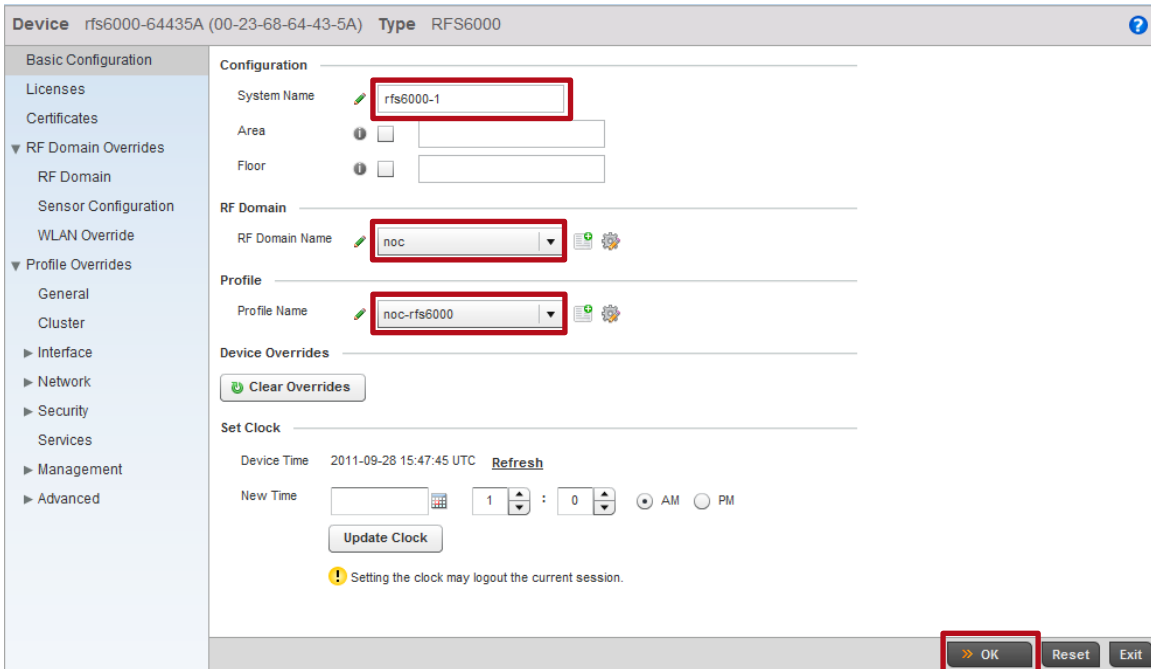 Device rfs6000-64435A (00-23-68-64-43-5A) Type RFS6000
Basic Configuration
Licenses
Certificates
RF Domain Overrides
RF Domain
Sensor Configuration
WLAN Override
Profile Overrides
General
Cluster
Interface
Network
Security
Services
Management
Advanced
Configuration
System Name rfs6000-1
Area
Floor
RF Domain
RF Domain Name noc
Profile
Profile Name noc-rfs6000
Device Overrides
Clear Overrides
Set Clock
Device Time 2011-09-28 15:47:45 UTC Refresh
New Time 1 : 0 AM PM
Update Clock
Setting the clock may logout the current session.
OK Reset Exit